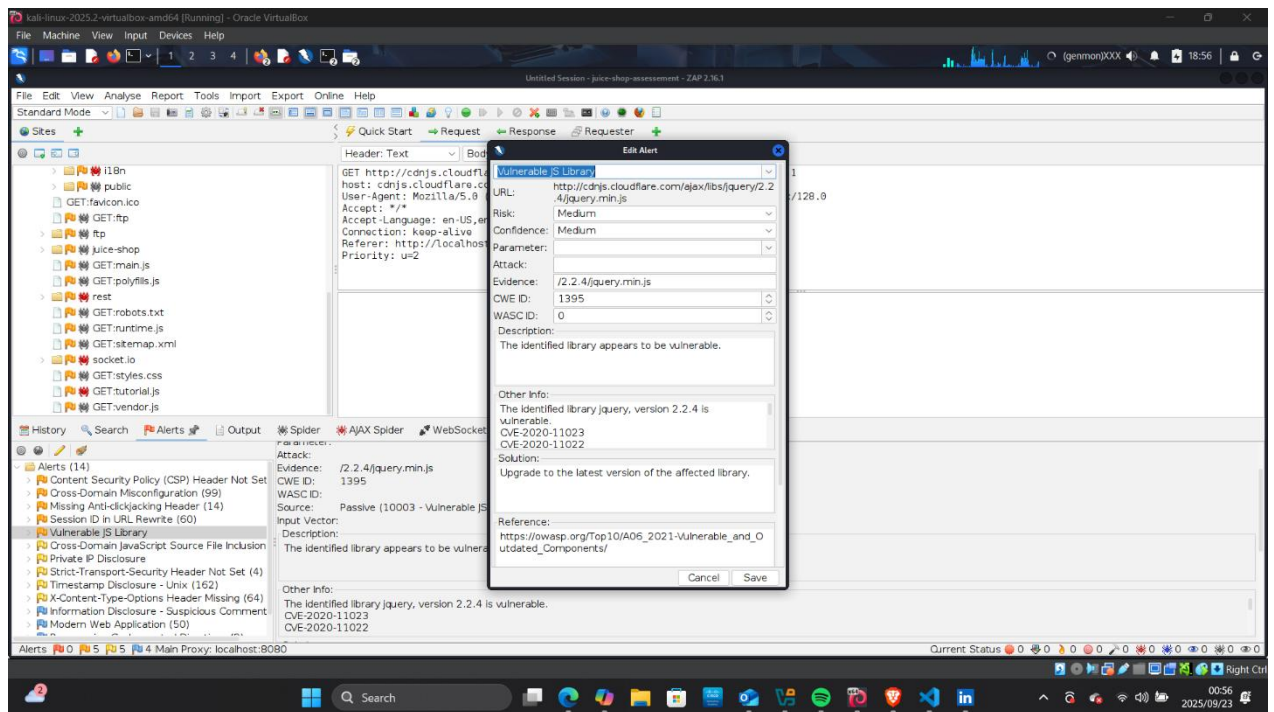 kali-linux-2025.2-virtualbox-amd64 [Running] - Oracle VirtualBox
File Machine View Input Devices Help
1 2 3 4 (genmon)XXX 18:56
Untitled Session - juice-shop-assessement - ZAP 2.16.1
File Edit View Analyse Report Tools Import Export Online Help
Standard Mode
Sites
Quick Start Request Response Requester
Header: Text Bod
i18n
public
GET:favicon.ico
GET:ftp
ftp
juice-shop
GET:main.js
GET:polyfills.js
rest
GET:robots.txt
GET:runtime.js
GET:sitemap.xml
socket.io
GET:styles.css
GET:tutorial.js
GET:vendor.js
GET http://cdnjs.cloudfla 1
host: cdnjs.cloudflare.co
User-Agent: Mozilla/5.0 /128.0
Accept: */*
Accept-Language: en-US,en
Connection: keep-alive
Referer: http://localhost
Priority: u=2
Edit Alert
Vulnerable JS Library
URL: http://cdnjs.cloudflare.com/ajax/libs/jquery/2.2
.4/jquery.min.js
Risk: Medium
Confidence: Medium
Parameter:
Attack:
Evidence: /2.2.4/jquery.min.js
CWE ID: 1395
WASC ID: 0
Description:
The identified library appears to be vulnerable.
Other Info:
The identified library jquery, version 2.2.4 is
vulnerable.
CVE-2020-11023
CVE-2020-11022
Solution:
Upgrade to the latest version of the affected library.
Reference:
https://owasp.org/Top10/A06_2021-Vulnerable_and_O
utdated_Components/
Cancel Save
History Search Alerts Output Spider AJAX Spider WebSocket
Alerts (14)
Content Security Policy (CSP) Header Not Set
Cross-Domain Misconfiguration (99)
Missing Anti-clickjacking Header (14)
Session ID in URL Rewrite (60)
Vulnerable JS Library
Cross-Domain JavaScript Source File Inclusion
Private IP Disclosure
Strict-Transport-Security Header Not Set (4)
Timestamp Disclosure - Unix (162)
X-Content-Type-Options Header Missing (64)
Information Disclosure - Suspicious Comment
Modern Web Application (50)
Parameter:
Attack:
Evidence: /2.2.4/jquery.min.js
CWE ID: 1395
WASC ID:
Source: Passive (10003 - Vulnerable JS
Input Vector:
Description:
The identified library appears to be vulnera
Other Info:
The identified library jquery, version 2.2.4 is vulnerable.
CVE-2020-11023
CVE-2020-11022
Alerts 0 5 5 4 Main Proxy: localhost:8080
Current Status 0 0 0 0 0 0 0 0 0 0
Right Ctrl
2
Search
00:56
2025/09/23